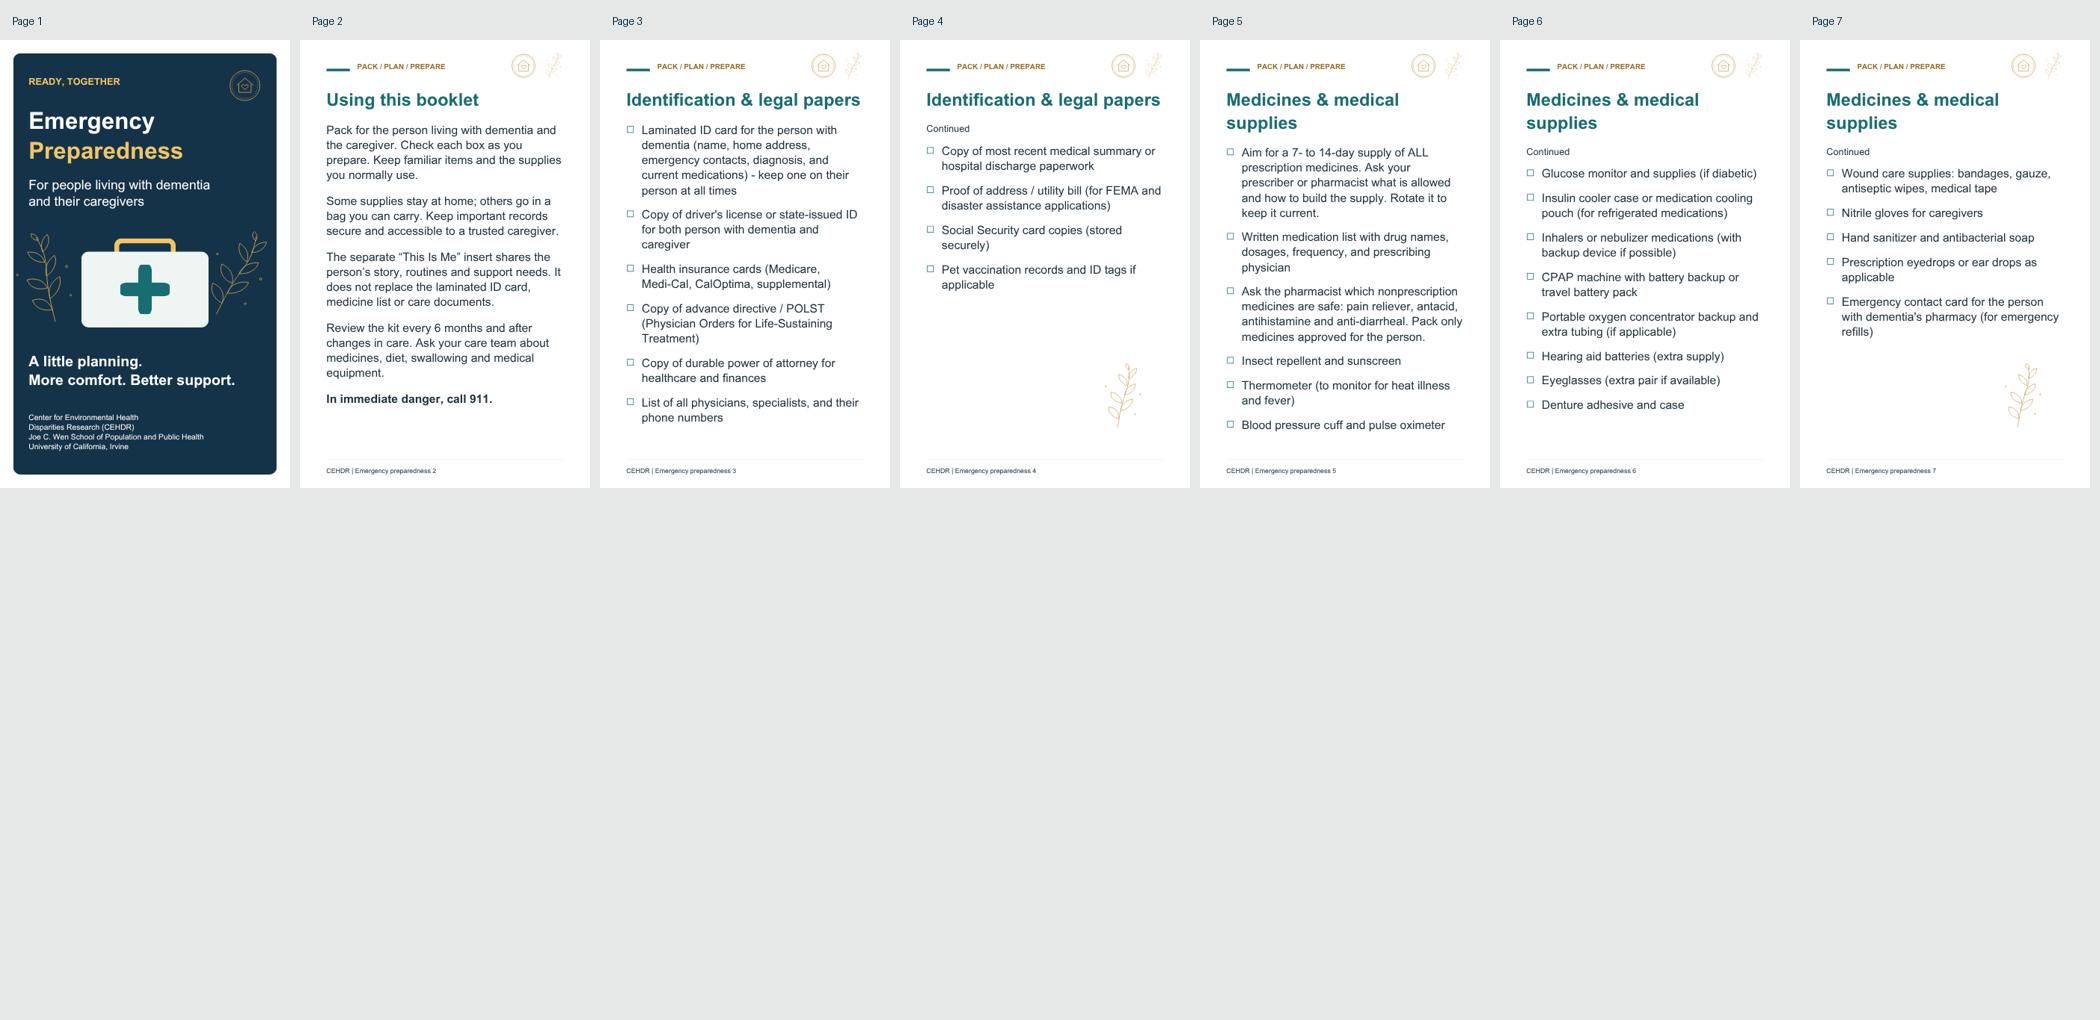 Page 1
READY, TOGETHER
Emergency
Preparedness
For people living with dementia
and their caregivers
A little planning.
More comfort. Better support.
Center for Environmental Health
Disparities Research (CEHDR)
Joe C. Wen School of Population and Public Health
University of California, Irvine
Page 2
PACK / PLAN / PREPARE
Using this booklet
Pack for the person living with dementia and
the caregiver. Check each box as you
prepare. Keep familiar items and the supplies
you normally use.
Some supplies stay at home; others go in a
bag you can carry. Keep important records
secure and accessible to a trusted caregiver.
The separate “This Is Me” insert shares the
person’s story, routines and support needs. It
does not replace the laminated ID card,
medicine list or care documents.
Review the kit every 6 months and after
changes in care. Ask your care team about
medicines, diet, swallowing and medical
equipment.
In immediate danger, call 911.
CEHDR | Emergency preparedness 2
Page 3
PACK / PLAN / PREPARE
Identification & legal papers
Laminated ID card for the person with
dementia (name, home address,
emergency contacts, diagnosis, and
current medications) - keep one on their
person at all times
Copy of driver's license or state-issued ID
for both person with dementia and
caregiver
Health insurance cards (Medicare,
Medi-Cal, CalOptima, supplemental)
Copy of advance directive / POLST
(Physician Orders for Life-Sustaining
Treatment)
Copy of durable power of attorney for
healthcare and finances
List of all physicians, specialists, and their
phone numbers
CEHDR | Emergency preparedness 3
Page 4
PACK / PLAN / PREPARE
Identification & legal papers
Continued
Copy of most recent medical summary or
hospital discharge paperwork
Proof of address / utility bill (for FEMA and
disaster assistance applications)
Social Security card copies (stored
securely)
Pet vaccination records and ID tags if
applicable
CEHDR | Emergency preparedness 4
Page 5
PACK / PLAN / PREPARE
Medicines & medical
supplies
Aim for a 7- to 14-day supply of ALL
prescription medicines. Ask your
prescriber or pharmacist what is allowed
and how to build the supply. Rotate it to
keep it current.
Written medication list with drug names,
dosages, frequency, and prescribing
physician
Ask the pharmacist which nonprescription
medicines are safe: pain reliever, antacid,
antihistamine and anti-diarrheal. Pack only
medicines approved for the person.
Insect repellent and sunscreen
Thermometer (to monitor for heat illness
and fever)
Blood pressure cuff and pulse oximeter
CEHDR | Emergency preparedness 5
Page 6
PACK / PLAN / PREPARE
Medicines & medical
supplies
Continued
Glucose monitor and supplies (if diabetic)
Insulin cooler case or medication cooling
pouch (for refrigerated medications)
Inhalers or nebulizer medications (with
backup device if possible)
CPAP machine with battery backup or
travel battery pack
Portable oxygen concentrator backup and
extra tubing (if applicable)
Hearing aid batteries (extra supply)
Eyeglasses (extra pair if available)
Denture adhesive and case
CEHDR | Emergency preparedness 6
Page 7
PACK / PLAN / PREPARE
Medicines & medical
supplies
Continued
Wound care supplies: bandages, gauze,
antiseptic wipes, medical tape
Nitrile gloves for caregivers
Hand sanitizer and antibacterial soap
Prescription eyedrops or ear drops as
applicable
Emergency contact card for the person
with dementia's pharmacy (for emergency
refills)
CEHDR | Emergency preparedness 7